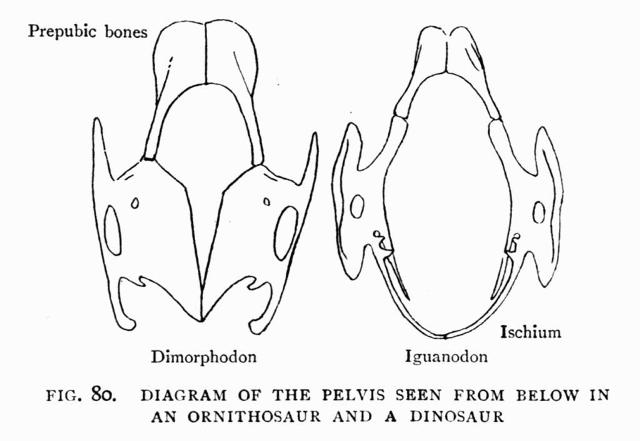 Prepubic bones
Ischium
Dimorphodon
Iguanodon
FIG. 80. DIAGRAM OF THE PELVIS SEEN FROM BELOW IN
AN ORNITHOSAUR AND A DINOSAUR